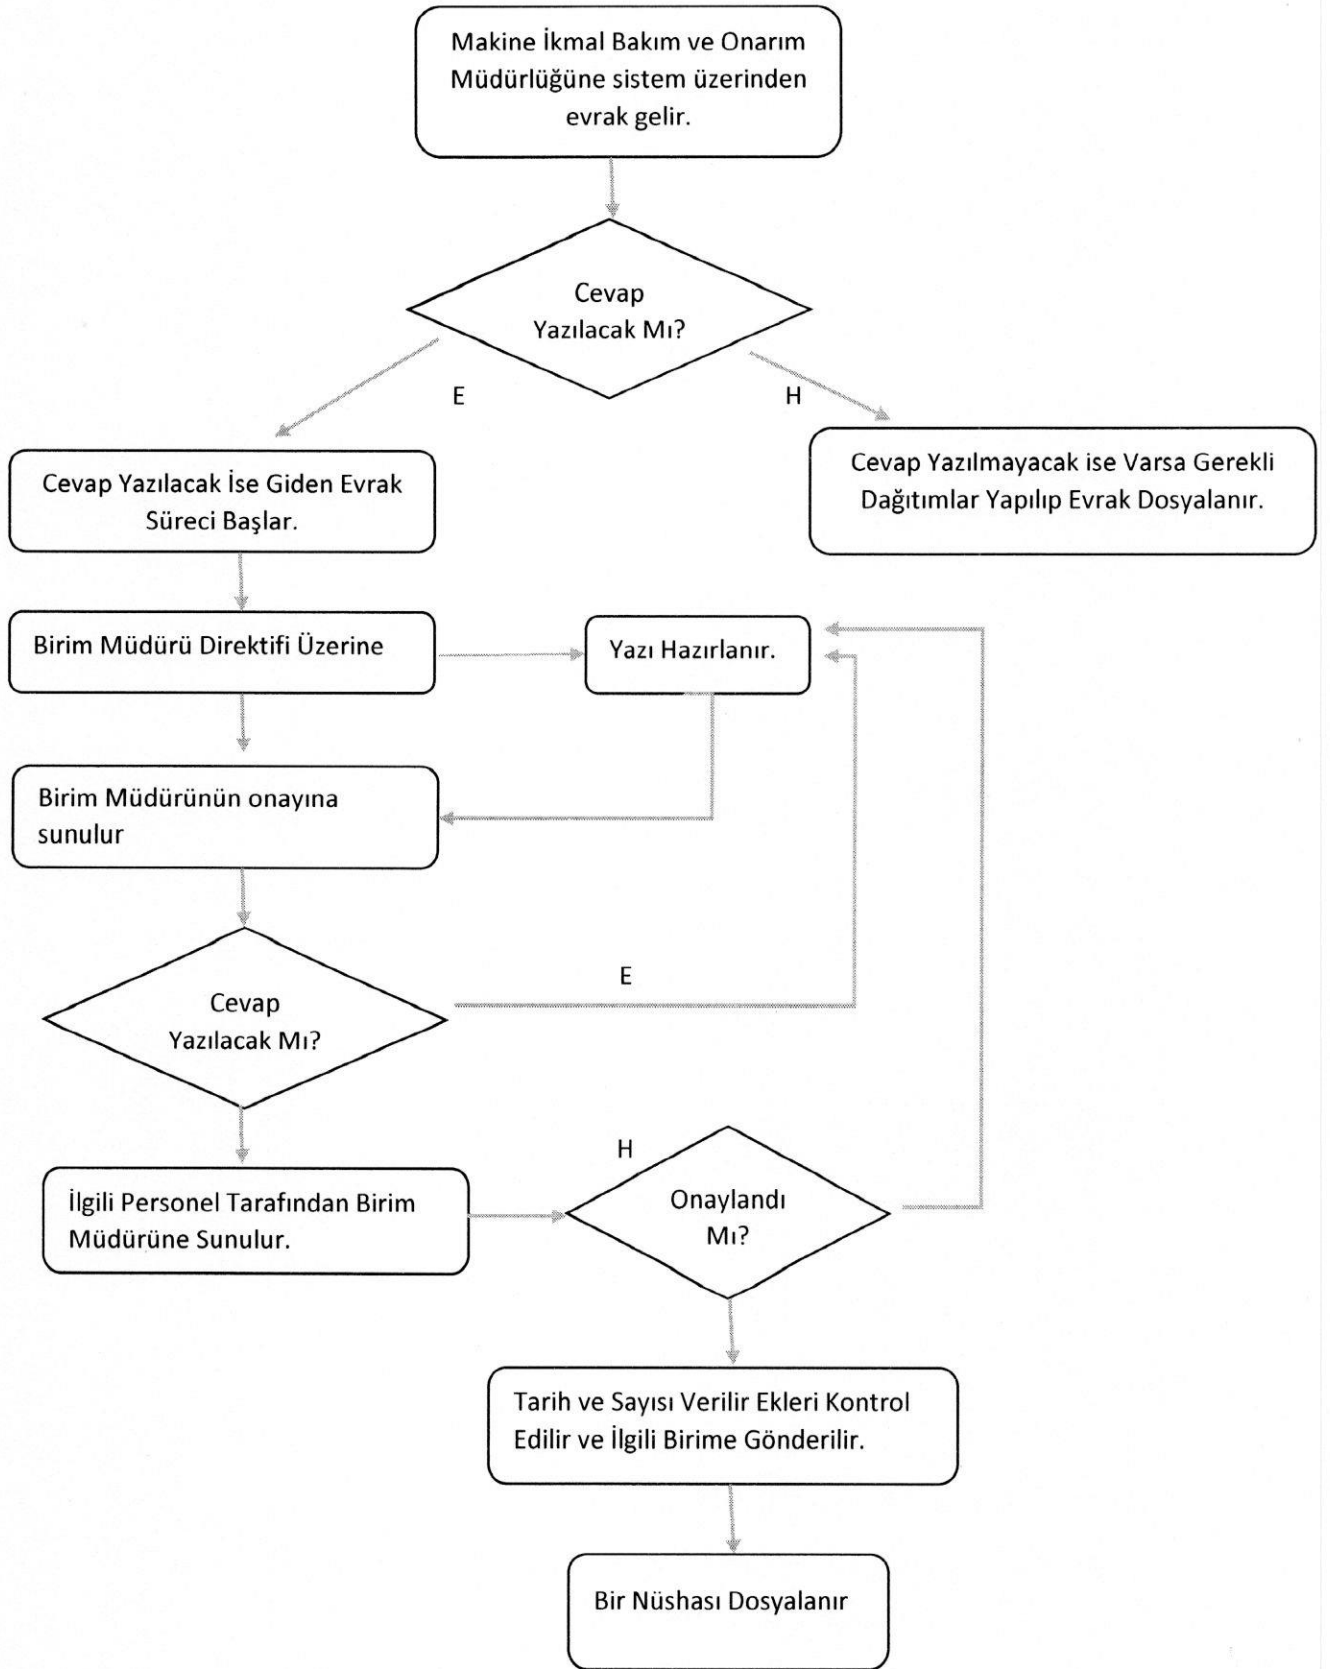 Makine İkmal Bakım ve Onarım
Müdürlüğüne sistem üzerinden
evrak gelir.
Cevap
Yazılacak Mı?
E
H
Cevap Yazılacak İse Giden Evrak
Süreci Başlar.
Cevap Yazılmayacak ise Varsa Gerekli
Dağıtımlar Yapılıp Evrak Dosyalanır.
Birim Müdürü Direktifi Üzerine
Yazı Hazırlanır.
Birim Müdürünün onayına
sunulur
Cevap
Yazılacak Mı?
E
İlgili Personel Tarafından Birim
Müdürüne Sunulur.
H
Onaylandı
Mı?
Tarih ve Sayısı Verilir Ekleri Kontrol
Edilir ve İlgili Birime Gönderilir.
Bir Nüshası Dosyalanır